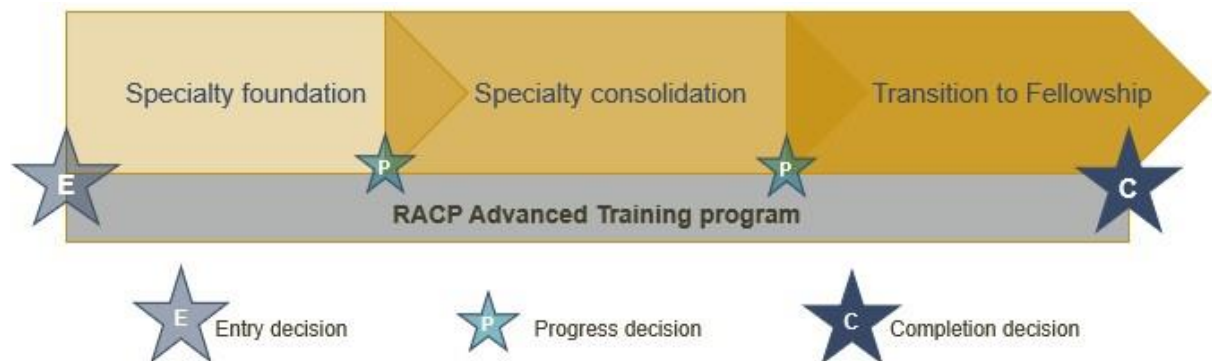 Specialty foundation
Specialty consolidation
Transition to Fellowship
E
P
P
C
RACP Advanced Training program
E
Entry decision
P
Progress decision
C
Completion decision